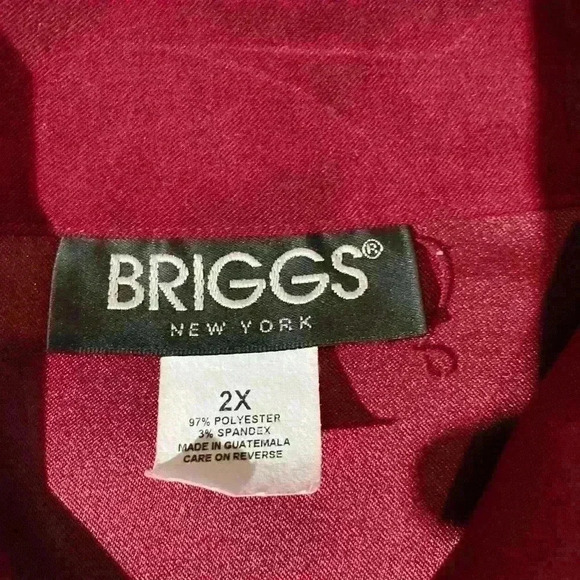 BRIGGS®
NEW YORK
2X
97% POLYESTER
3% SPANDEX
MADE IN GUATEMALA
CARE ON REVERSE